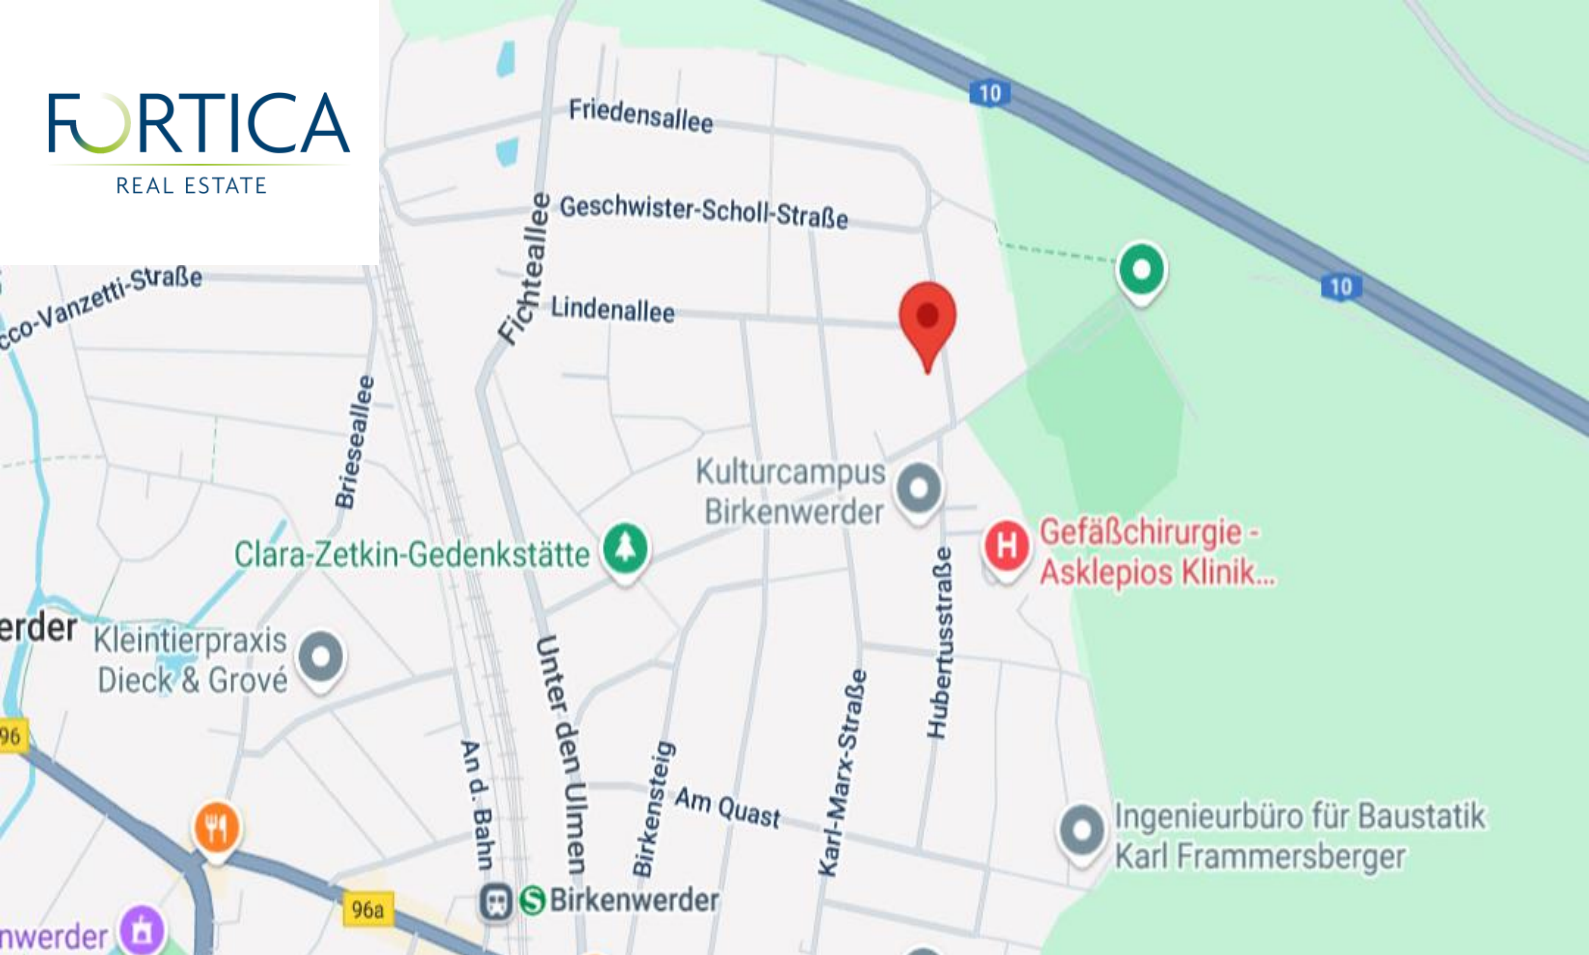 FORTICA
REAL ESTATE
10
Friedensallee
Geschwister-Scholl-Straße
Fichteallee
cco-Vanzetti-Straße
10
Lindenallee
Brieseallee
Kulturcampus
Birkenwerder
Clara-Zetkin-Gedenkstätte
H
Gefäßchirurgie -
Asklepios Klinik...
erder
Kleintierpraxis
Dieck & Grové
Hubertusstraße
Unter den Ulmen
Karl-Marx-Straße
96
An d. Bahn
Birkensteig
Am Quast
Ingenieurbüro für Baustatik
Karl Frammersberger
96a
S Birkenwerder
nwerder